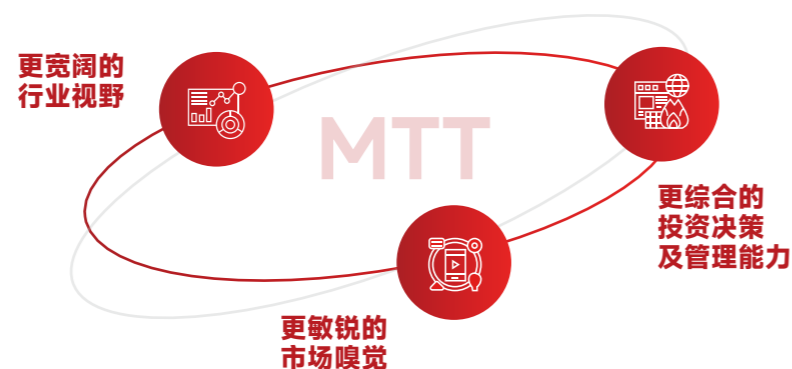 更宽阔的
行业视野
MTT
更综合的
投资决策
及管理能力
更敏锐的
市场嗅觉